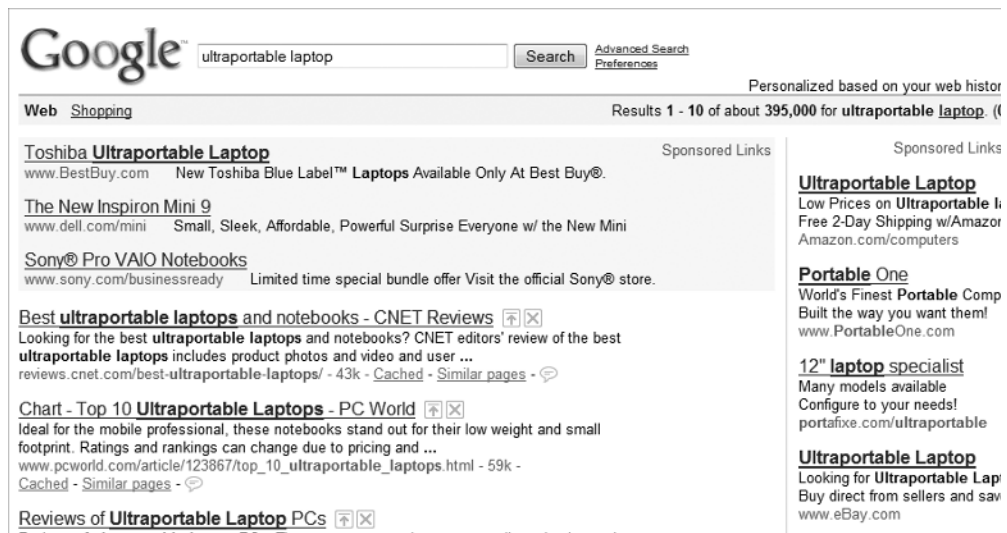 Google™
ultraportable laptop
Search
Advanced Search
Preferences
Personalized based on your web histor
Web Shopping
Results 1 - 10 of about 395,000 for ultraportable laptop. (
Toshiba Ultraportable Laptop
Sponsored Links
www.BestBuy.com New Toshiba Blue Label™ Laptops Available Only At Best Buy®.
The New Inspiron Mini 9
www.dell.com/mini Small, Sleek, Affordable, Powerful Surprise Everyone w/ the New Mini
Sony® Pro VAIO Notebooks
www.sony.com/businessready Limited time special bundle offer Visit the official Sony® store.
Best ultraportable laptops and notebooks - CNET Reviews
Looking for the best ultraportable laptops and notebooks? CNET editors' review of the best
ultraportable laptops includes product photos and video and user ...
reviews.cnet.com/best-ultraportable-laptops/ - 43k - Cached - Similar pages -
Chart - Top 10 Ultraportable Laptops - PC World
Ideal for the mobile professional, these notebooks stand out for their low weight and small
footprint. Ratings and rankings can change due to pricing and ...
www.pcworld.com/article/123867/top_10_ultraportable_laptops.html - 59k -
Cached - Similar pages -
Reviews of Ultraportable Laptop PCs
Sponsored Links
Ultraportable Laptop
Low Prices on Ultraportable la
Free 2-Day Shipping w/Amazon
Amazon.com/computers
Portable One
World's Finest Portable Comp
Built the way you want them!
www.PortableOne.com
12" laptop specialist
Many models available
Configure to your needs!
portafixe.com/ultraportable
Ultraportable Laptop
Looking for Ultraportable Lap
Buy direct from sellers and sav
www.eBay.com